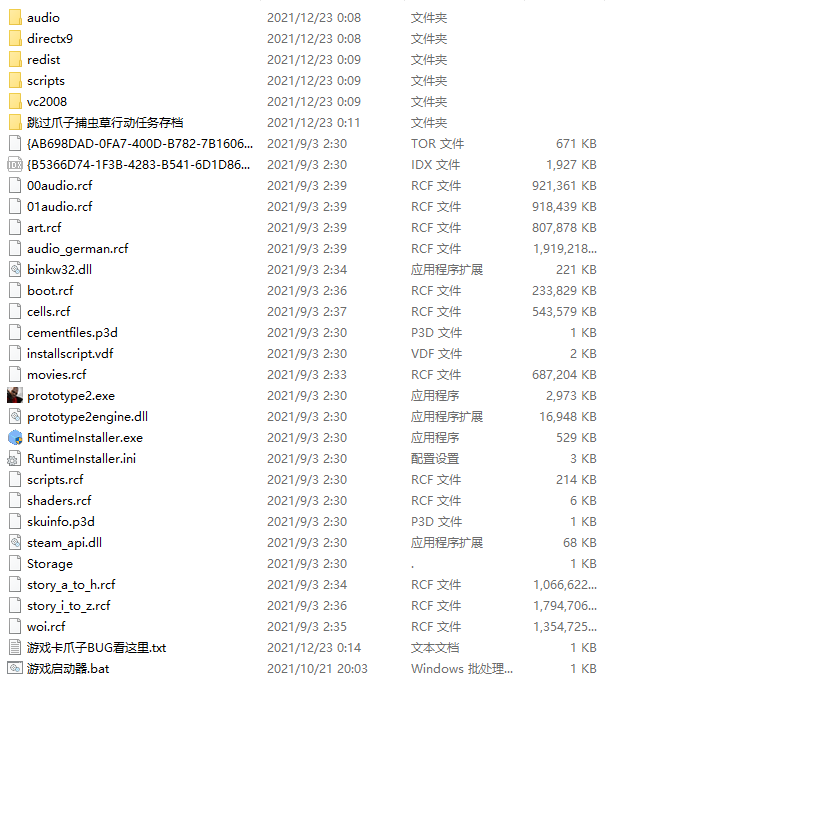 audio 2021/12/23 0:08 文件夹
directx9 2021/12/23 0:08 文件夹
redist 2021/12/23 0:09 文件夹
scripts 2021/12/23 0:09 文件夹
vc2008 2021/12/23 0:09 文件夹
跳过爪子捕虫草行动任务存档 2021/12/23 0:11 文件夹
{AB698DAD-0FA7-400D-B782-7B1606... 2021/9/3 2:30 TOR 文件 671 KB
{B5366D74-1F3B-4283-B541-6D1D86... 2021/9/3 2:30 IDX 文件 1,927 KB
00audio.rcf 2021/9/3 2:39 RCF 文件 921,361 KB
01audio.rcf 2021/9/3 2:39 RCF 文件 918,439 KB
art.rcf 2021/9/3 2:39 RCF 文件 807,878 KB
audio_german.rcf 2021/9/3 2:39 RCF 文件 1,919,218...
binkw32.dll 2021/9/3 2:34 应用程序扩展 221 KB
boot.rcf 2021/9/3 2:36 RCF 文件 233,829 KB
cells.rcf 2021/9/3 2:37 RCF 文件 543,579 KB
cementfiles.p3d 2021/9/3 2:30 P3D 文件 1 KB
installscript.vdf 2021/9/3 2:30 VDF 文件 2 KB
movies.rcf 2021/9/3 2:33 RCF 文件 687,204 KB
prototype2.exe 2021/9/3 2:30 应用程序 2,973 KB
prototype2engine.dll 2021/9/3 2:30 应用程序扩展 16,948 KB
RuntimeInstaller.exe 2021/9/3 2:30 应用程序 529 KB
RuntimeInstaller.ini 2021/9/3 2:30 配置设置 3 KB
scripts.rcf 2021/9/3 2:30 RCF 文件 214 KB
shaders.rcf 2021/9/3 2:30 RCF 文件 6 KB
skuinfo.p3d 2021/9/3 2:30 P3D 文件 1 KB
steam_api.dll 2021/9/3 2:30 应用程序扩展 68 KB
Storage 2021/9/3 2:30 . 1 KB
story_a_to_h.rcf 2021/9/3 2:34 RCF 文件 1,066,622...
story_i_to_z.rcf 2021/9/3 2:36 RCF 文件 1,794,706...
woi.rcf 2021/9/3 2:35 RCF 文件 1,354,725...
游戏卡爪子BUG看这里.txt 2021/12/23 0:14 文本文档 1 KB
游戏启动器.bat 2021/10/21 20:03 Windows 批处理... 1 KB